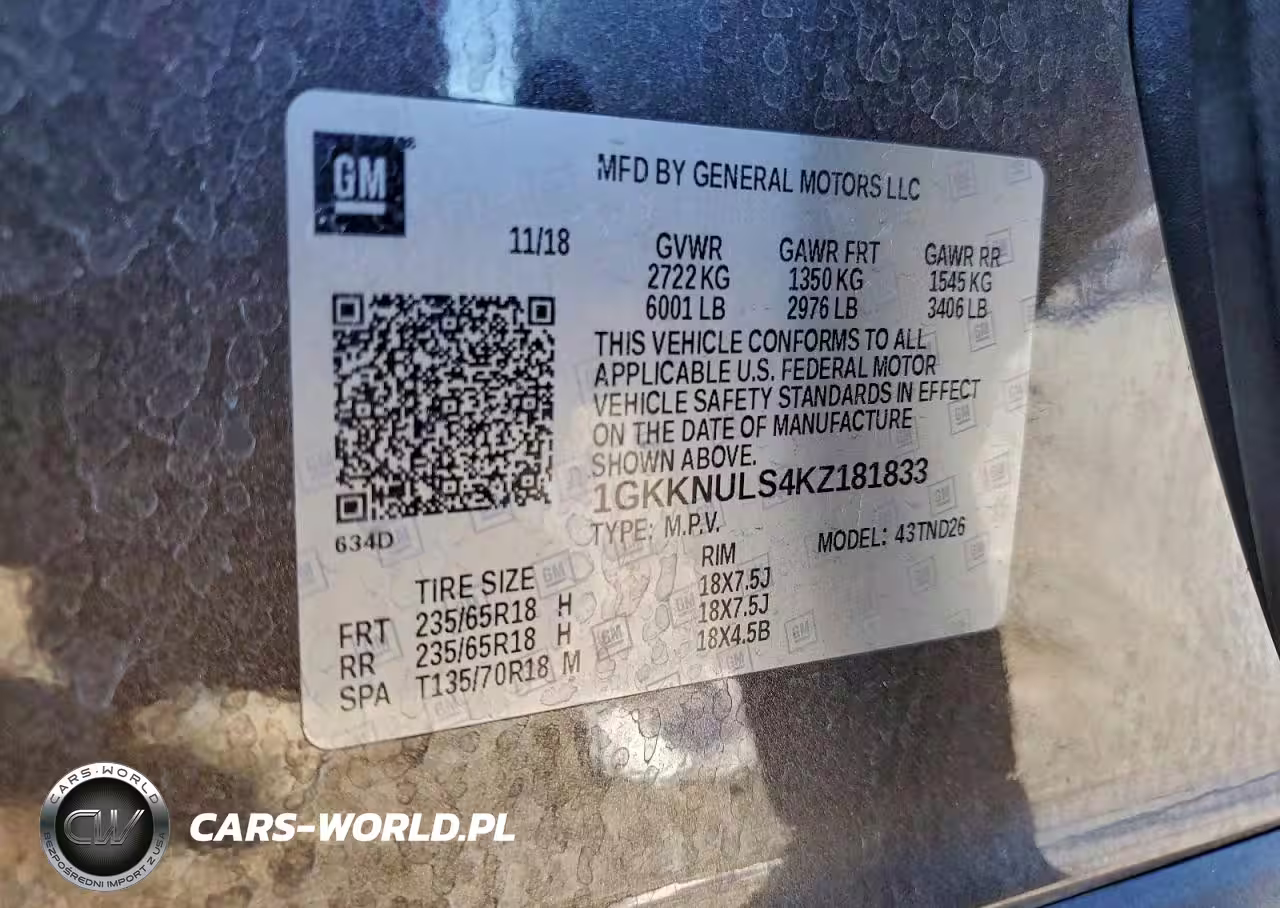 GM
MFD BY GENERAL MOTORS LLC
11/18
GVWR GAWR FRT GAWR RR
2722 KG 1350 KG 1545 KG
6001 LB 2976 LB 3406 LB
THIS VEHICLE CONFORMS TO ALL
APPLICABLE U.S. FEDERAL MOTOR
VEHICLE SAFETY STANDARDS IN EFFECT
ON THE DATE OF MANUFACTURE
SHOWN ABOVE.
1GKKNULS4KZ181833
TYPE: M.P.V. MODEL: 43TND26
634D
TIRE SIZE RIM
FRT 235/65R18 H 18X7.5J
RR 235/65R18 H 18X7.5J
SPA T135/70R18 M 18X4.5B
CARS-WORLD
CW
BEZPOŚREDNI IMPORT Z USA
CARS-WORLD.PL